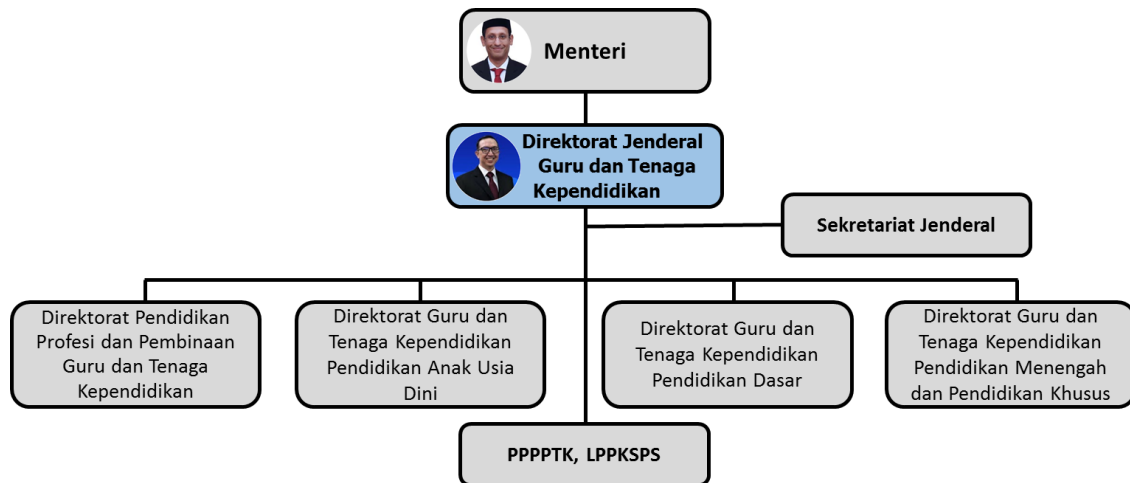 Menteri
Direktorat Jenderal
Guru dan Tenaga
Kependidikan
Sekretariat Jenderal
Direktorat Pendidikan
Profesi dan Pembinaan
Guru dan Tenaga
Kependidikan
Direktorat Guru dan
Tenaga Kependidikan
Pendidikan Anak Usia
Dini
Direktorat Guru dan
Tenaga Kependidikan
Pendidikan Dasar
Direktorat Guru dan
Tenaga Kependidikan
Pendidikan Menengah
dan Pendidikan Khusus
PPPPTK, LPPKSPS